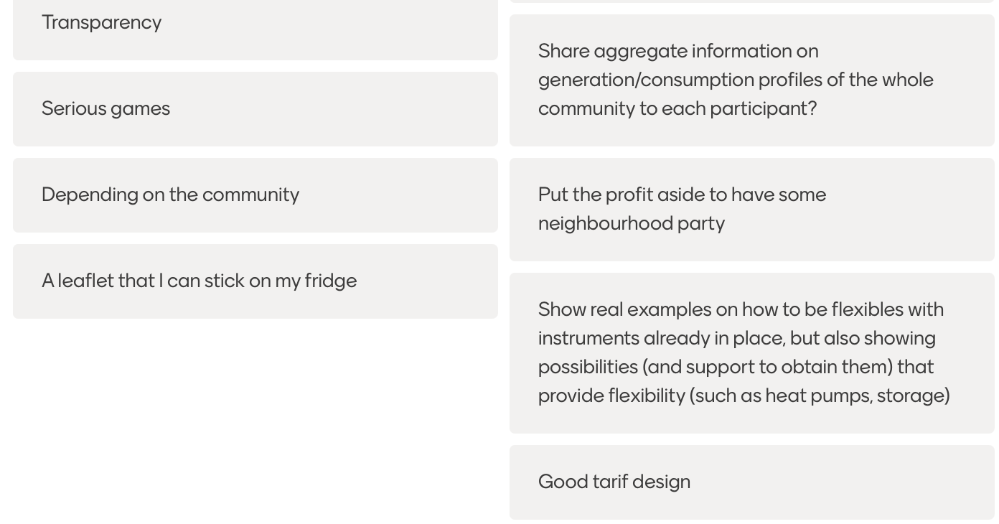 Transparency
Serious games
Depending on the community
A leaflet that I can stick on my fridge
Share aggregate information on
generation/consumption profiles of the whole
community to each participant?
Put the profit aside to have some
neighbourhood party
Show real examples on how to be flexibles with
instruments already in place, but also showing
possibilities (and support to obtain them) that
provide flexibility (such as heat pumps, storage)
Good tarif design